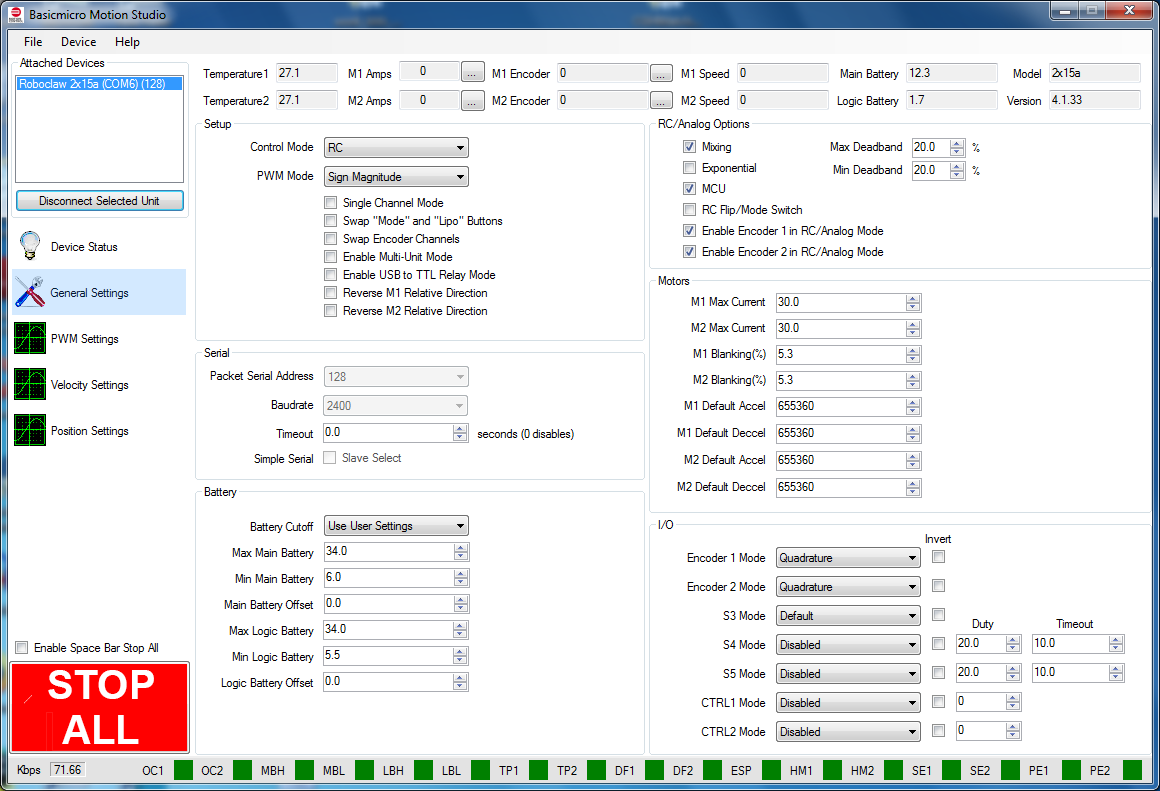 Basicmicro Motion Studio
File Device Help
Attached Devices
Roboclaw 2x15a (COM6) (128)
Disconnect Selected Unit
Device Status
General Settings
PWM Settings
Velocity Settings
Position Settings
Enable Space Bar Stop All
STOP
ALL
Temperature1 27.1 M1 Amps 0 ... M1 Encoder 0 ... M1 Speed 0 Main Battery 12.3 Model 2x15a
Temperature2 27.1 M2 Amps 0 ... M2 Encoder 0 ... M2 Speed 0 Logic Battery 1.7 Version 4.1.33
Setup
Control Mode RC
PWM Mode Sign Magnitude
Single Channel Mode
Swap "Mode" and "Lipo" Buttons
Swap Encoder Channels
Enable Multi-Unit Mode
Enable USB to TTL Relay Mode
Reverse M1 Relative Direction
Reverse M2 Relative Direction
Serial
Packet Serial Address 128
Baudrate 2400
Timeout 0.0 seconds (0 disables)
Simple Serial Slave Select
Battery
Battery Cutoff Use User Settings
Max Main Battery 34.0
Min Main Battery 6.0
Main Battery Offset 0.0
Max Logic Battery 34.0
Min Logic Battery 5.5
Logic Battery Offset 0.0
RC/Analog Options
Mixing Max Deadband 20.0 %
Exponential Min Deadband 20.0 %
MCU
RC Flip/Mode Switch
Enable Encoder 1 in RC/Analog Mode
Enable Encoder 2 in RC/Analog Mode
Motors
M1 Max Current 30.0
M2 Max Current 30.0
M1 Blanking(%) 5.3
M2 Blanking(%) 5.3
M1 Default Accel 655360
M1 Default Deccel 655360
M2 Default Accel 655360
M2 Default Deccel 655360
I/O
Invert
Encoder 1 Mode Quadrature
Encoder 2 Mode Quadrature
S3 Mode Default
Duty Timeout
S4 Mode Disabled 20.0 10.0
S5 Mode Disabled 20.0 10.0
CTRL1 Mode Disabled 0
CTRL2 Mode Disabled 0
Kbps 71.66 OC1 OC2 MBH MBL LBH LBL TP1 TP2 DF1 DF2 ESP HM1 HM2 SE1 SE2 PE1 PE2